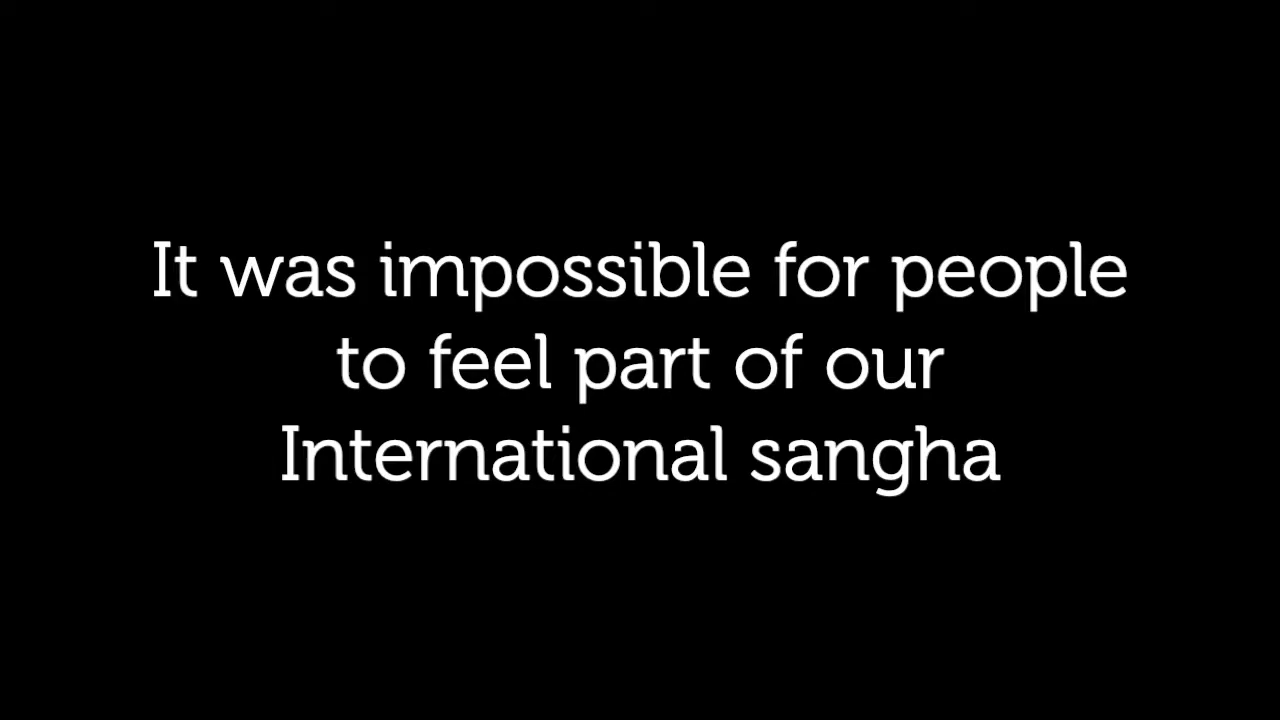 It was impossible for people
to feel part of our
International sangha